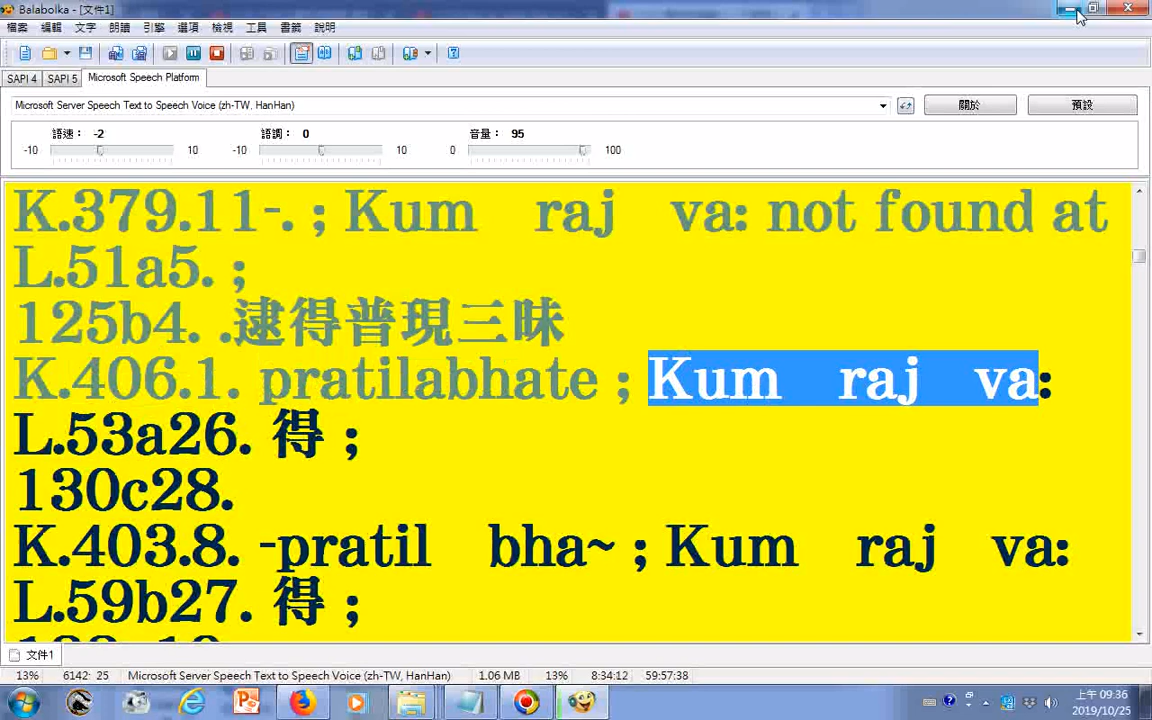 Balabolka - [文件1]
檔案 編輯 文字 朗讀 引擎 選項 檢視 工具 書籤 說明
SAPI 4 SAPI 5 Microsoft Speech Platform
Microsoft Server Speech Text to Speech Voice (zh-TW, HanHan) 關於 預設
語速： -2 語調： 0 音量： 95
-10 10 -10 10 0 100
K.379.11-. ; Kum raj va: not found at
L.51a5. ;
125b4. .逮得普現三昧
K.406.1. pratilabhate ; Kum raj va:
L.53a26. 得 ;
130c28.
K.403.8. -pratil bha~ ; Kum raj va:
L.59b27. 得 ;
文件1
13% 6142: 25 Microsoft Server Speech Text to Speech Voice (zh-TW, HanHan) 1.06 MB 13% 8:34:12 59:57:38
上午 09:36
2019/10/25